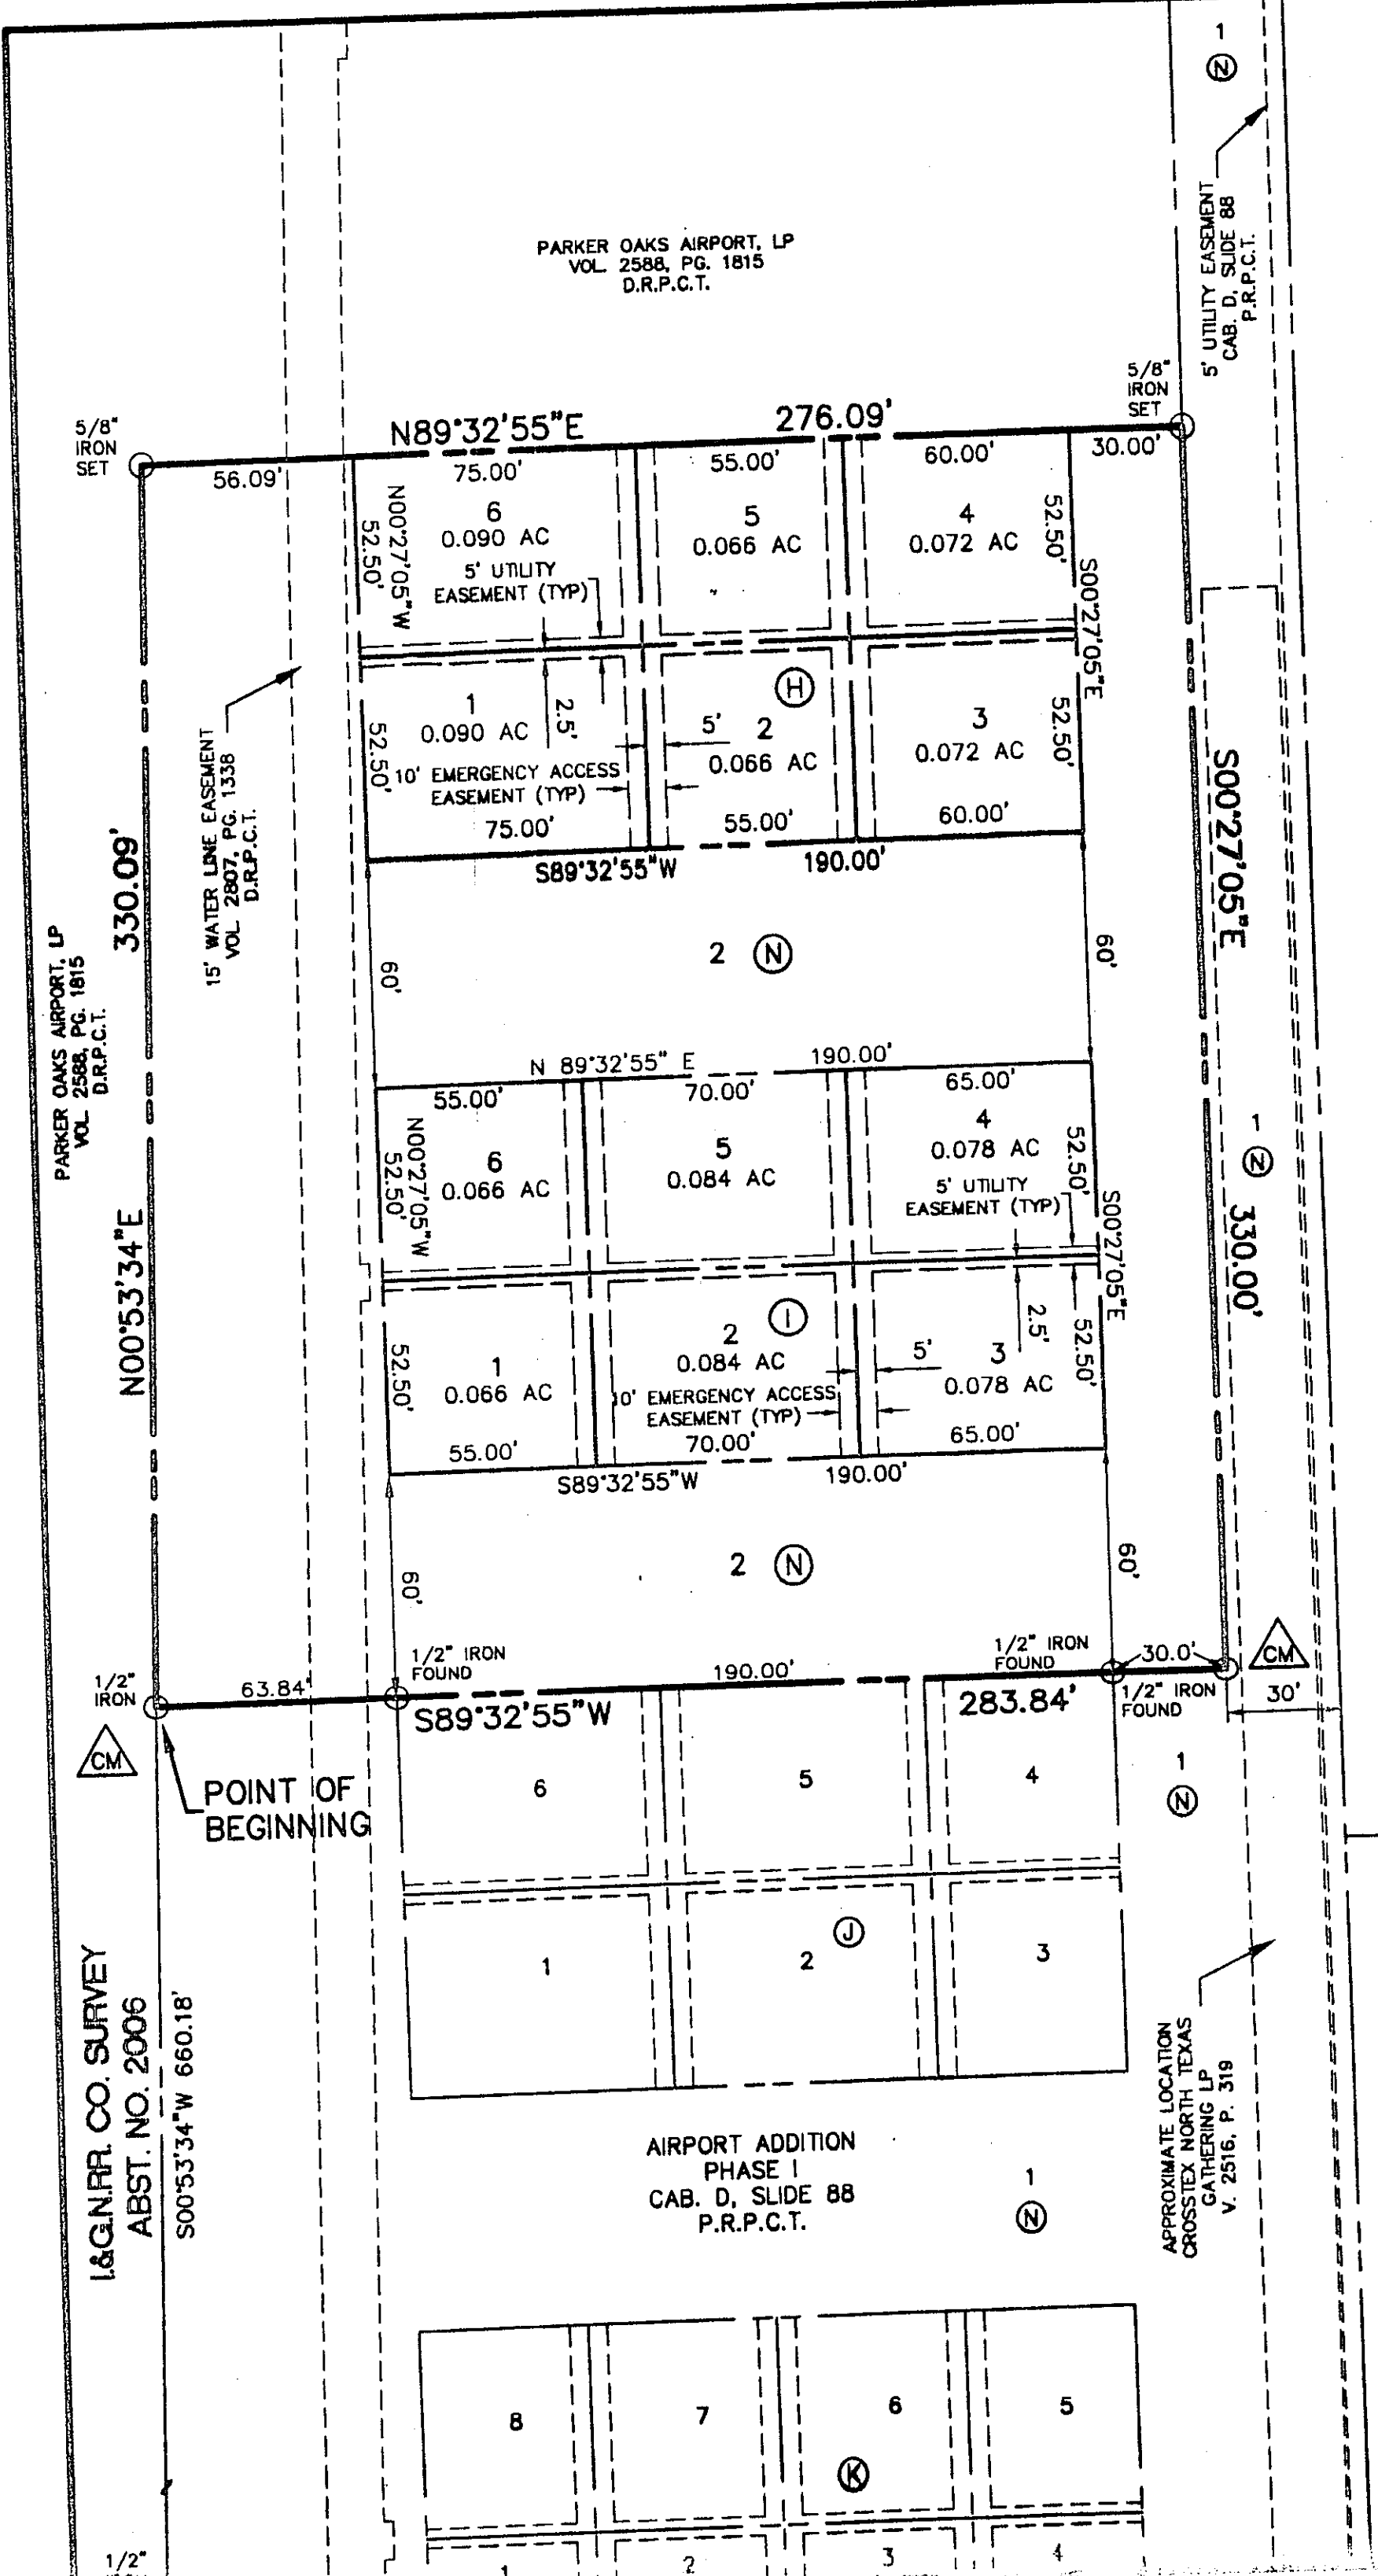 1
N
5' UTILITY EASEMENT
CAB. D, SLIDE 88
P.R.P.C.T.
PARKER OAKS AIRPORT, LP
VOL. 2588, PG. 1815
D.R.P.C.T.
5/8"
IRON
SET
N89°32'55"E 276.09'
5/8"
IRON
SET
56.09'
75.00'
55.00'
60.00'
30.00'
N00°27'05"W
52.50'
6
0.090 AC
5' UTILITY
EASEMENT (TYP)
5
0.066 AC
4
0.072 AC
52.50'
S00°27'05"E
H
1
0.090 AC
52.50'
2.5'
10' EMERGENCY ACCESS
EASEMENT (TYP)
75.00'
5'
2
0.066 AC
55.00'
3
0.072 AC
52.50'
60.00'
S89°32'55"W 190.00'
15' WATER LINE EASEMENT
VOL. 2807, PG. 1338
D.R.P.C.T.
PARKER OAKS AIRPORT, LP
VOL. 2588, PG. 1815
D.R.P.C.T.
N00°53'34"E 330.09'
S00°27'05"E 330.00'
1
N
60'
2 N
60'
N 89°32'55" E 190.00'
55.00'
70.00'
65.00'
N00°27'05"W
52.50'
6
0.066 AC
5
0.084 AC
4
0.078 AC
5' UTILITY
EASEMENT (TYP)
52.50'
S00°27'05"E
I
52.50'
1
0.066 AC
55.00'
2
0.084 AC
10' EMERGENCY ACCESS
EASEMENT (TYP)
70.00'
5'
2.5'
3
0.078 AC
52.50'
65.00'
S89°32'55"W 190.00'
60'
2 N
60'
1/2"
IRON
63.84'
1/2" IRON
FOUND
190.00'
1/2" IRON
FOUND
30.0'
CM
S89°32'55"W 283.84'
1/2" IRON
FOUND
30'
CM
POINT OF
BEGINNING
6
5
4
1
N
1
2
J
3
I.&G.N.RR. CO. SURVEY
ABST. NO. 2006
S00°53'34"W 660.18'
AIRPORT ADDITION
PHASE I
CAB. D, SLIDE 88
P.R.P.C.T.
1
N
APPROXIMATE LOCATION
CROSSTEX NORTH TEXAS
GATHERING LP
V. 2516, P. 319
8
7
6
5
K
1/2"
1
2
3
4